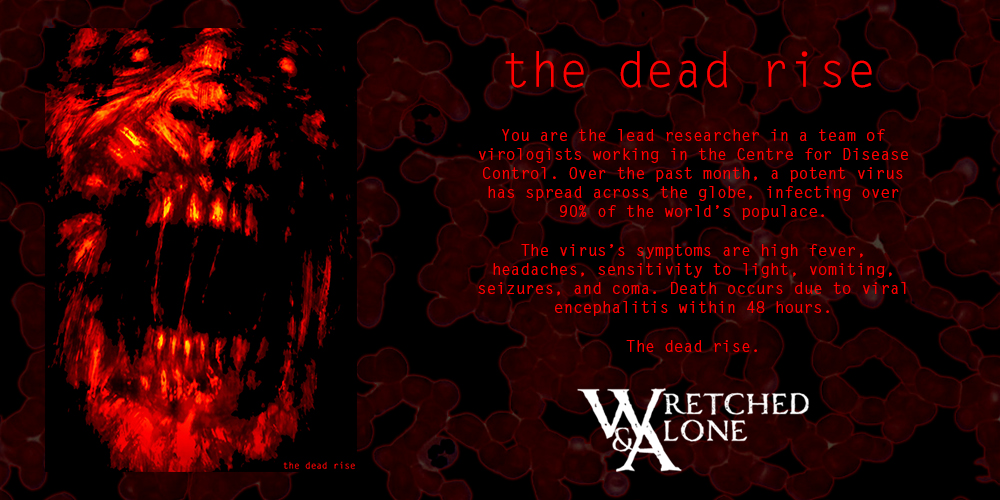 the dead rise
You are the lead researcher in a team of
virologists working in the Centre for Disease
Control. Over the past month, a potent virus
has spread across the globe, infecting over
90% of the world's populace.
The virus's symptoms are high fever,
headaches, sensitivity to light, vomiting,
seizures, and coma. Death occurs due to viral
encephalitis within 48 hours.
The dead rise.
WRETCHED
& ALONE
the dead rise